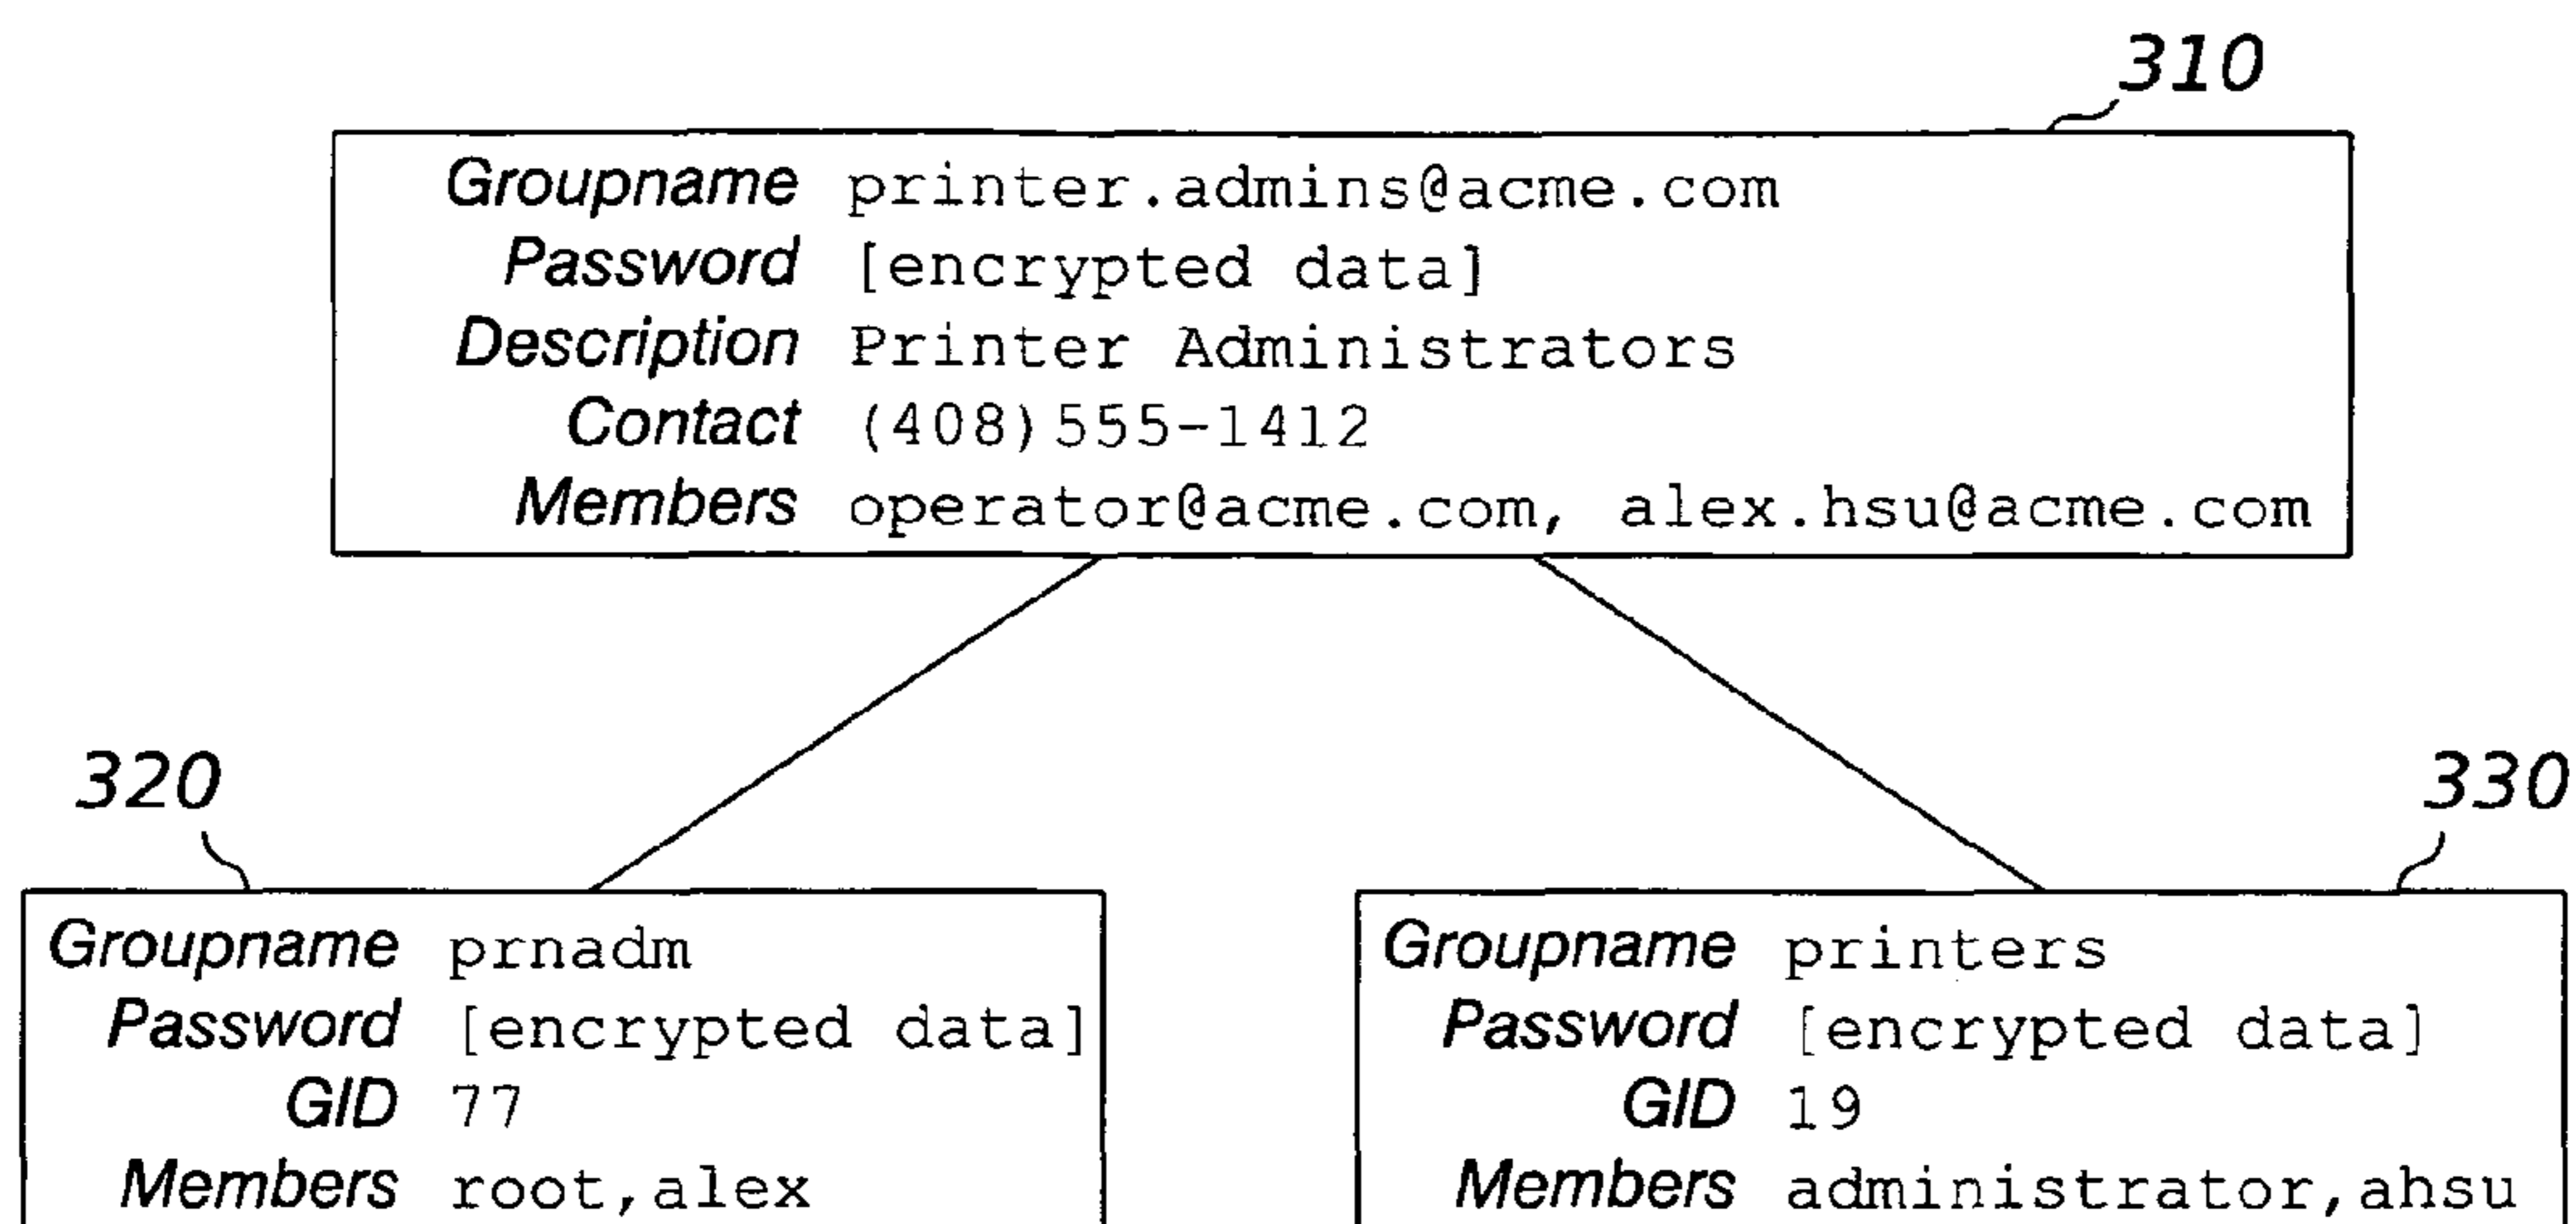 310
Groupname printer.admins@acme.com
Password [encrypted data]
Description Printer Administrators
Contact (408)555-1412
Members operator@acme.com, alex.hsu@acme.com
320
330
Groupname prnadm
Password [encrypted data]
GID 77
Members root,alex
Groupname printers
Password [encrypted data]
GID 19
Members administrator,ahsu